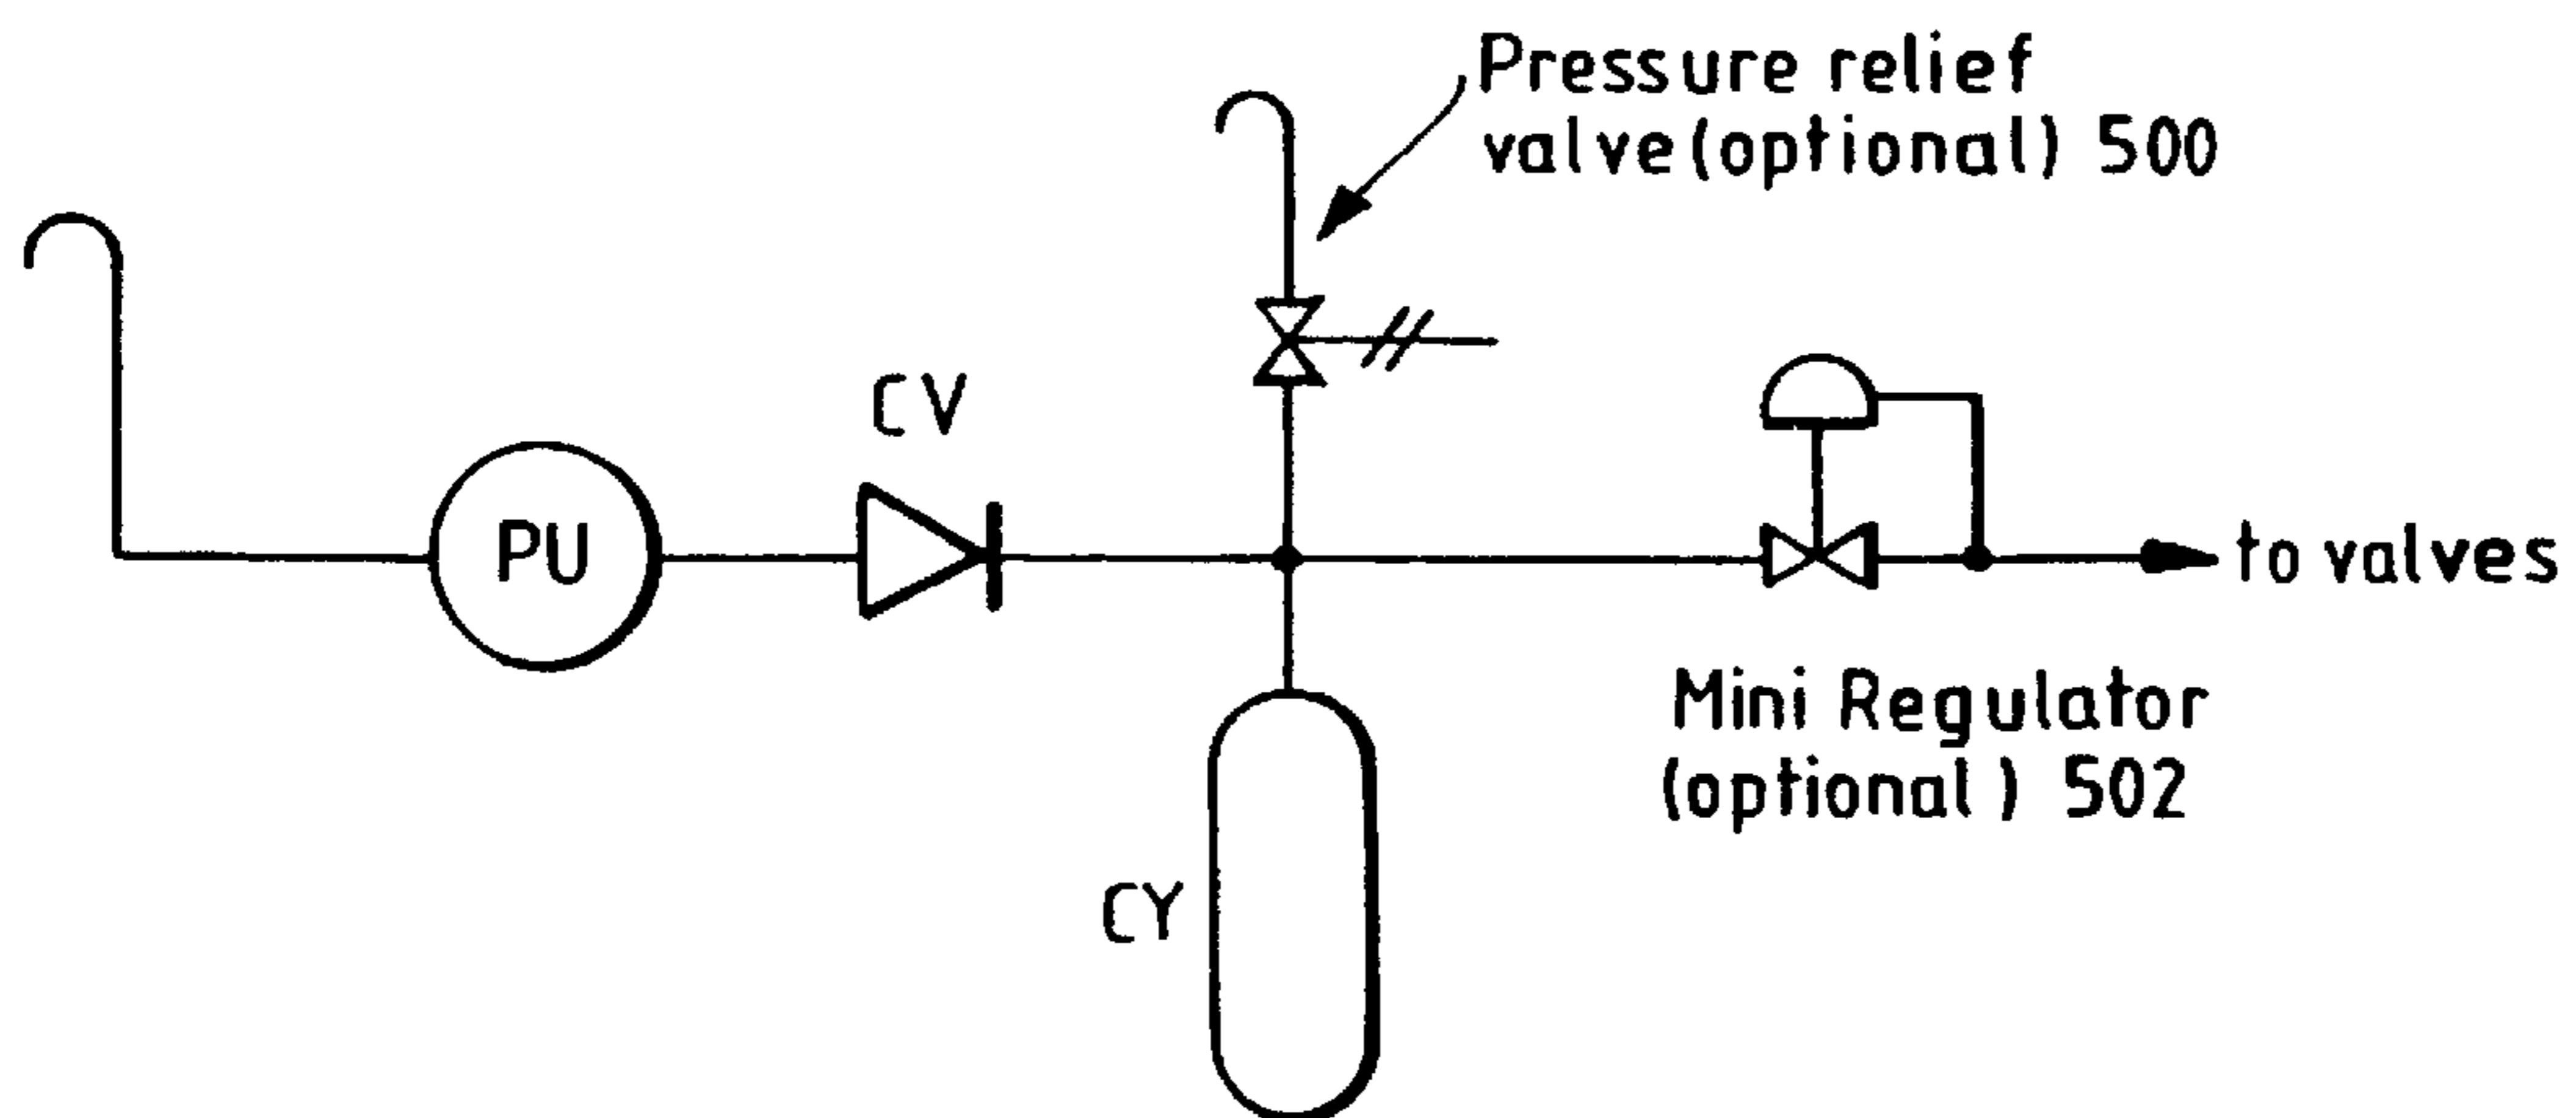 Pressure relief
valve(optional) 500
CV
PU
to valves
Mini Regulator
(optional) 502
CY